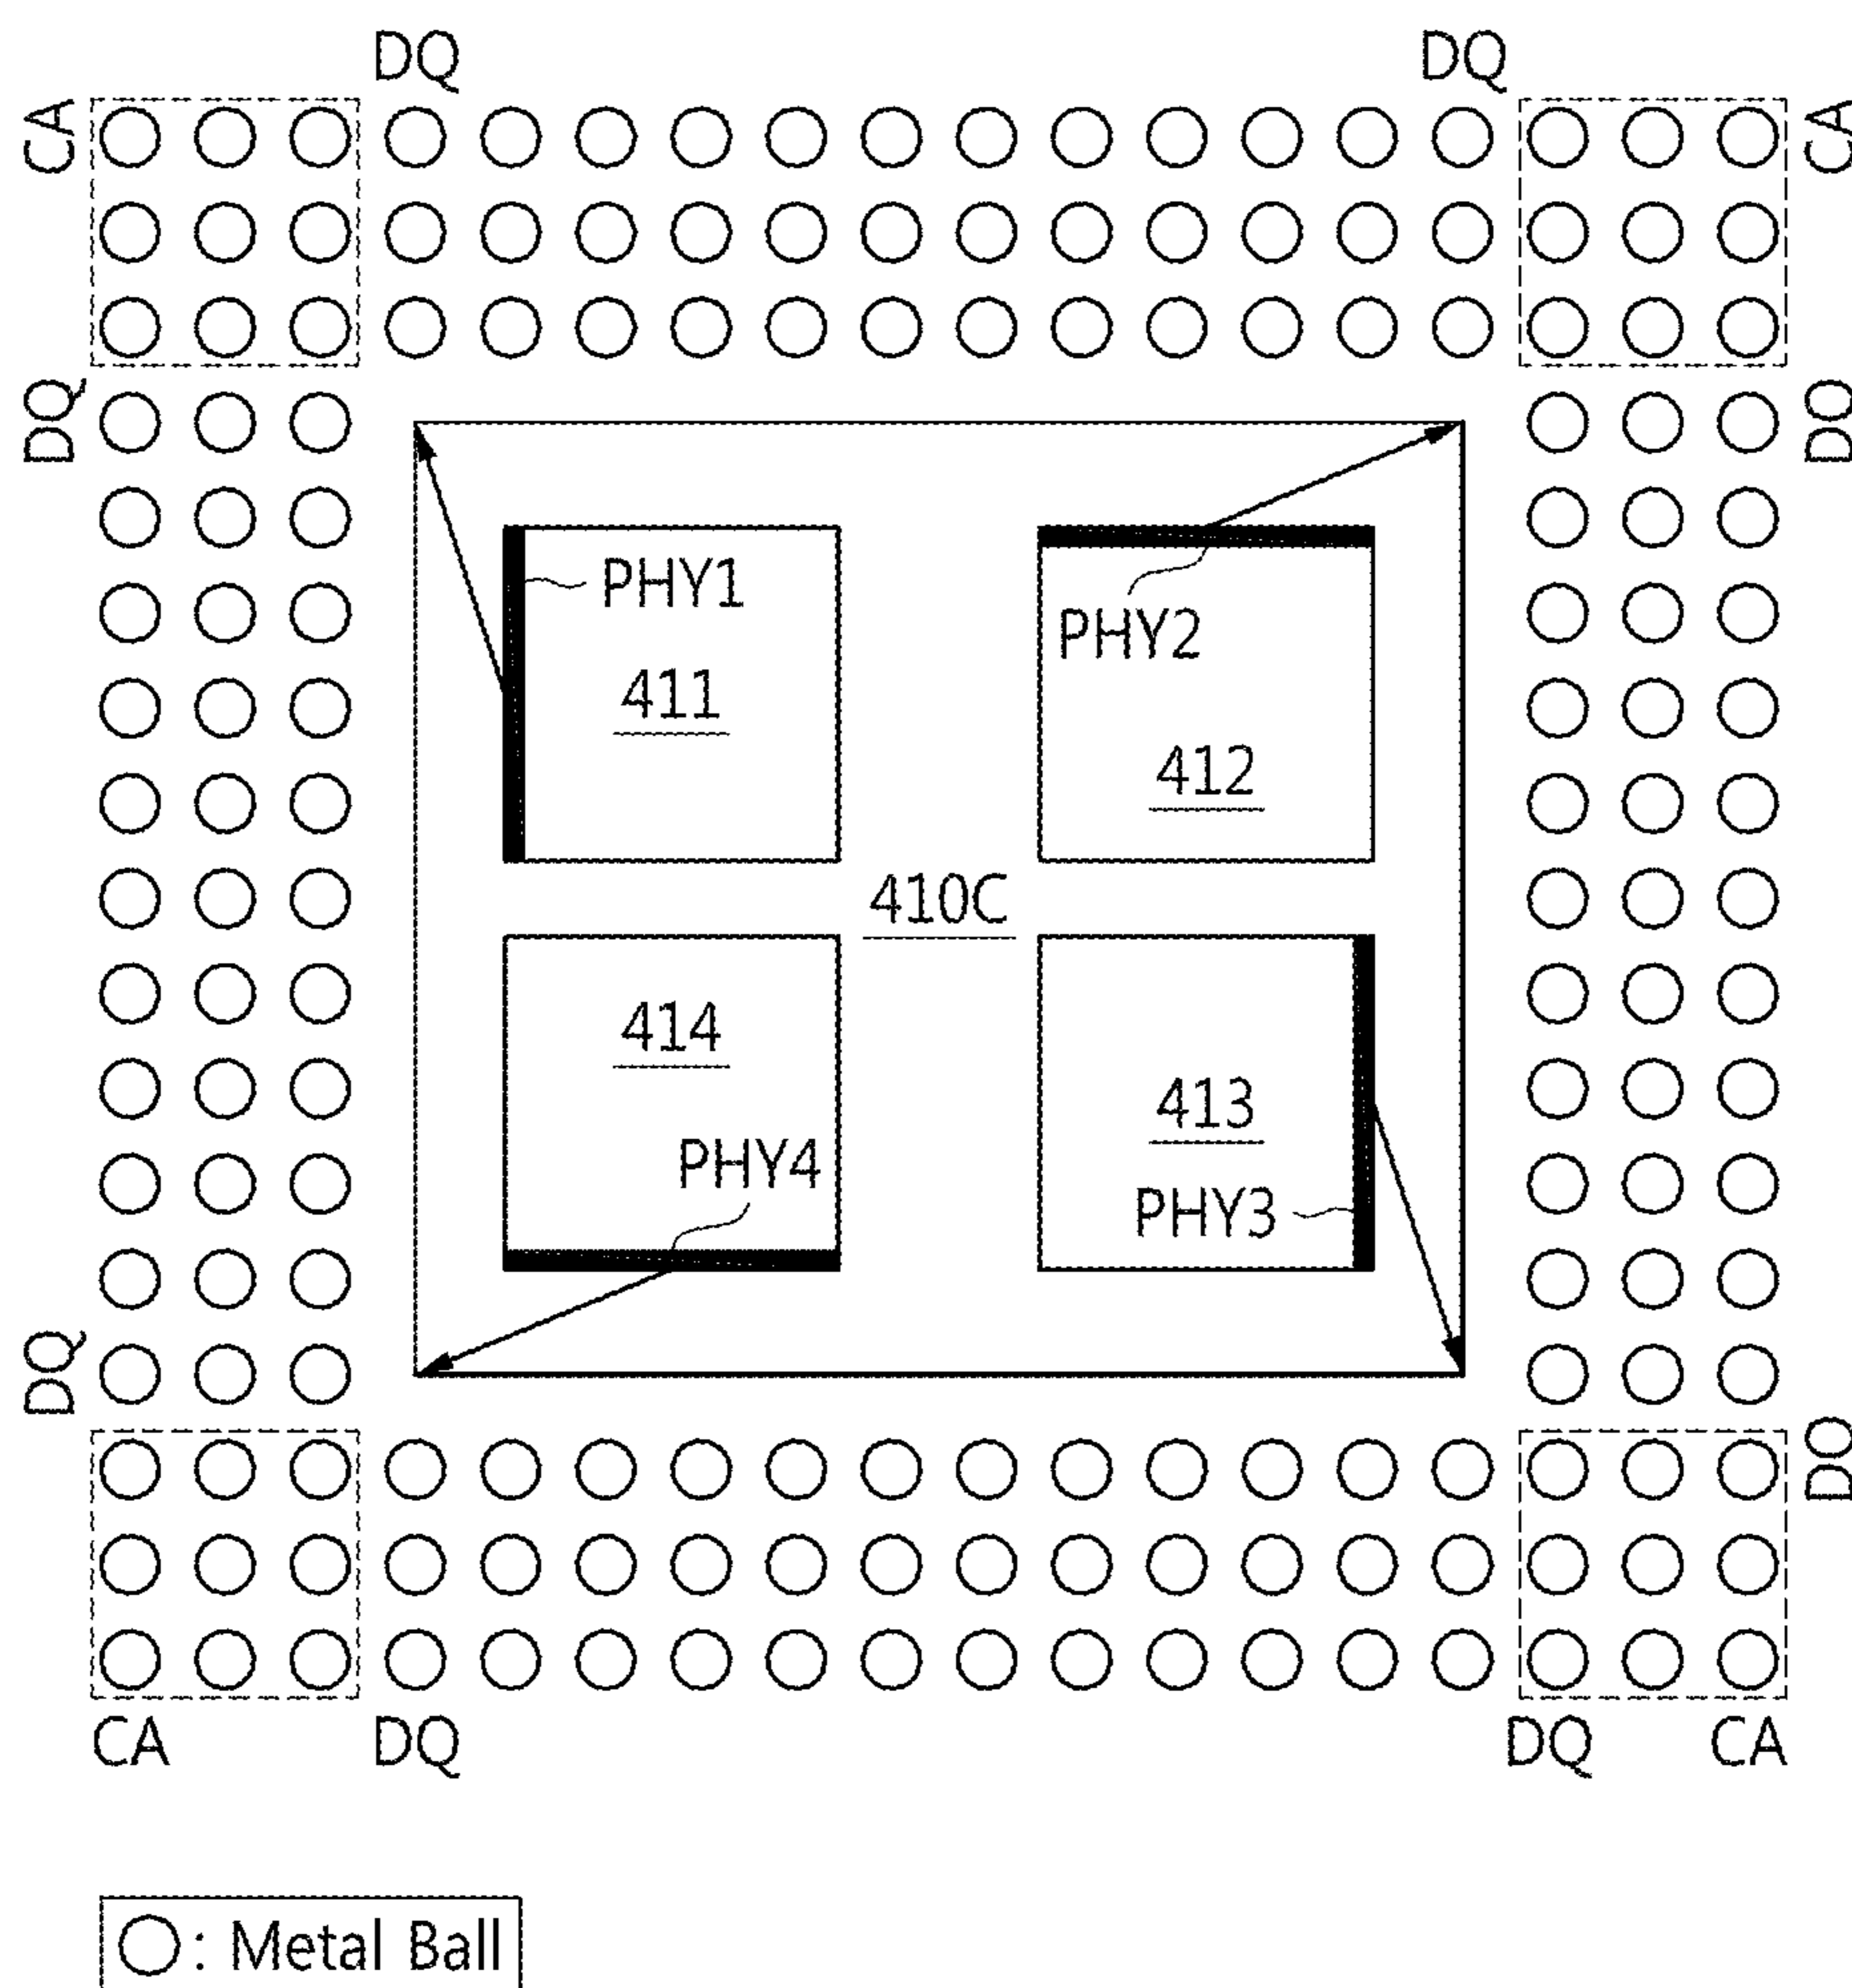 DQ DQ
CA CA
DQ DQ
PHY1
PHY2
411
412
410C
414
413
PHY4
PHY3
DQ DQ
CA DQ DQ CA
: Metal Ball